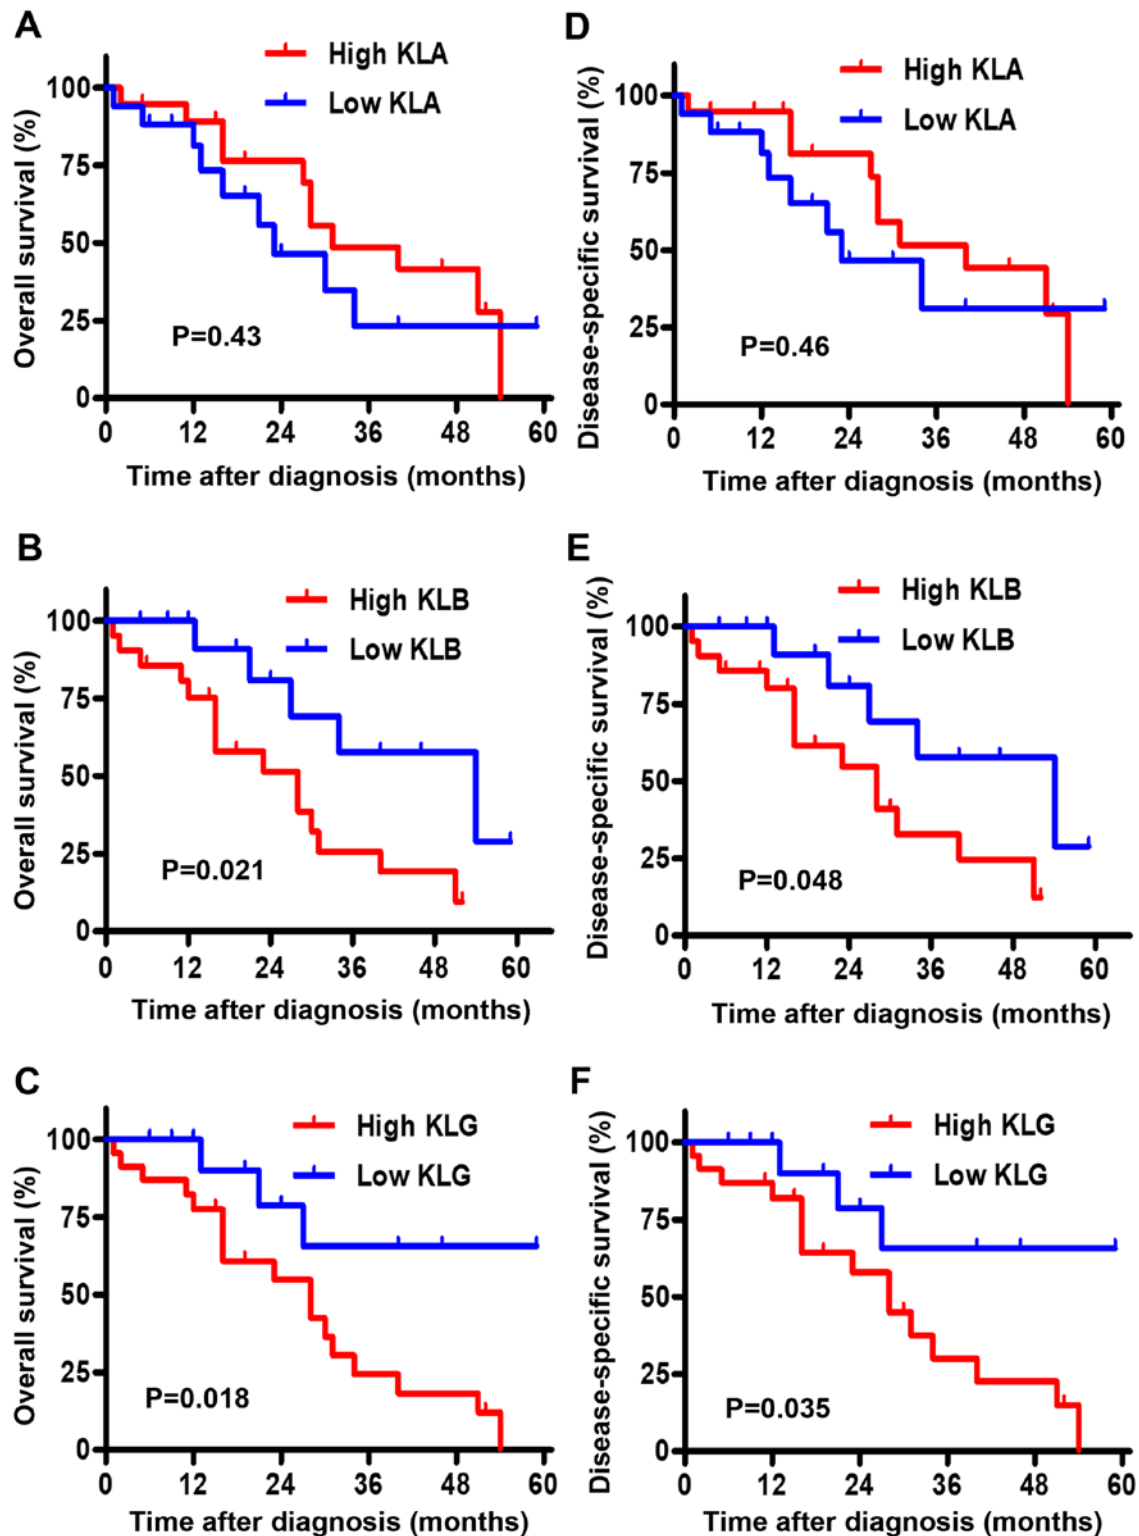 A
High KLA
Low KLA
Overall survival (%)
100
75
50
25
0
P=0.43
0 12 24 36 48 60
Time after diagnosis (months)
D
High KLA
Low KLA
Disease-specific survival (%)
100
75
50
25
0
P=0.46
0 12 24 36 48 60
Time after diagnosis (months)
B
High KLB
Low KLB
Overall survival (%)
100
75
50
25
0
P=0.021
0 12 24 36 48 60
Time after diagnosis (months)
E
High KLB
Low KLB
Disease-specific survival (%)
100
75
50
25
0
P=0.048
0 12 24 36 48 60
Time after diagnosis (months)
C
High KLG
Low KLG
Overall survival (%)
100
75
50
25
0
P=0.018
0 12 24 36 48 60
Time after diagnosis (months)
F
High KLG
Low KLG
Disease-specific survival (%)
100
75
50
25
0
P=0.035
0 12 24 36 48 60
Time after diagnosis (months)